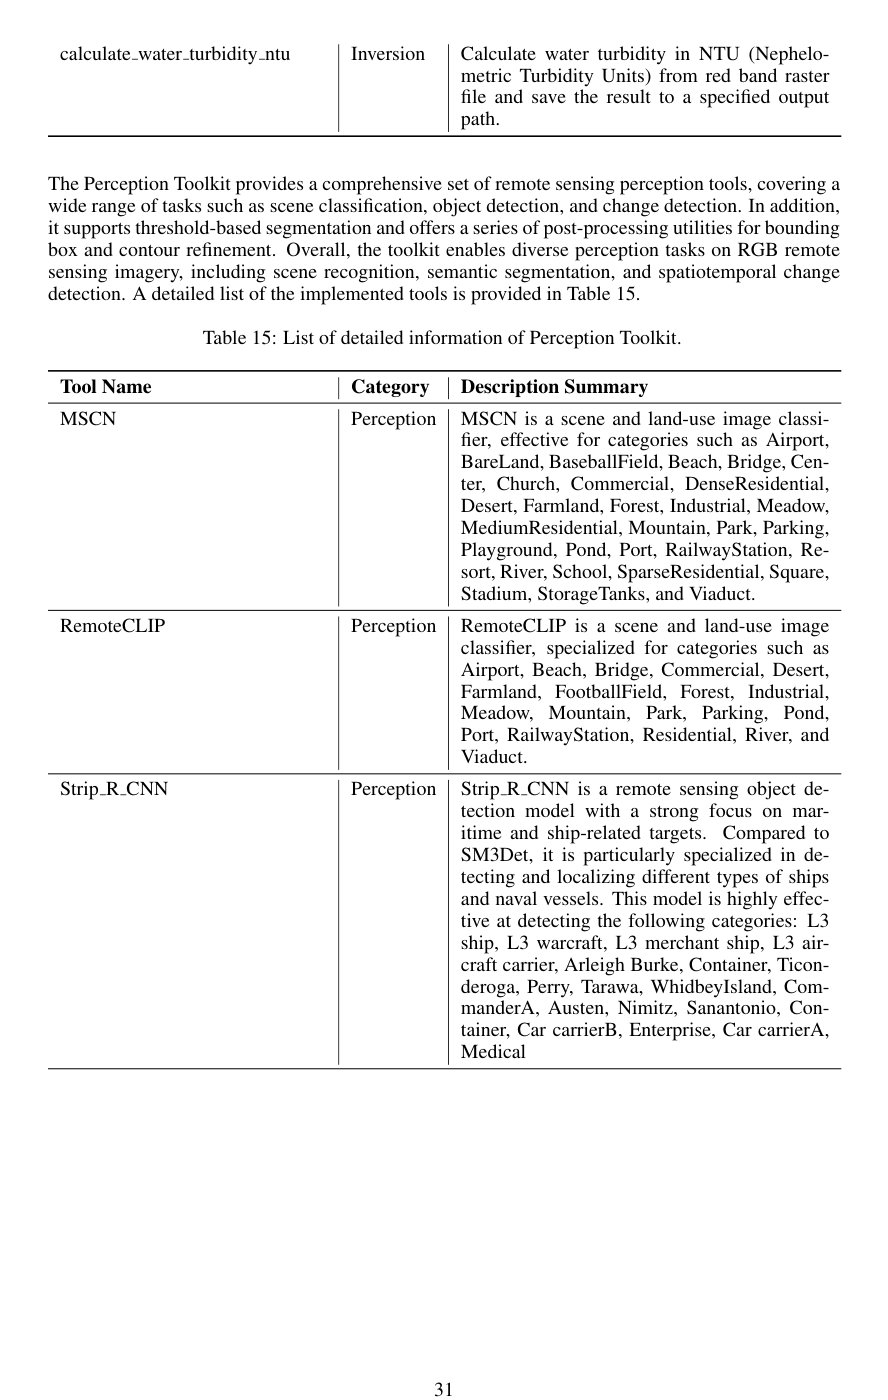 calculate_water_turbidity_ntu Inversion Calculate water turbidity in NTU (Nephelo-
metric Turbidity Units) from red band raster
file and save the result to a specified output
path.
The Perception Toolkit provides a comprehensive set of remote sensing perception tools, covering a
wide range of tasks such as scene classification, object detection, and change detection. In addition,
it supports threshold-based segmentation and offers a series of post-processing utilities for bounding
box and contour refinement. Overall, the toolkit enables diverse perception tasks on RGB remote
sensing imagery, including scene recognition, semantic segmentation, and spatiotemporal change
detection. A detailed list of the implemented tools is provided in Table 15.
Table 15: List of detailed information of Perception Toolkit.
Tool Name Category Description Summary
MSCN Perception MSCN is a scene and land-use image classi-
fier, effective for categories such as Airport,
BareLand, BaseballField, Beach, Bridge, Cen-
ter, Church, Commercial, DenseResidential,
Desert, Farmland, Forest, Industrial, Meadow,
MediumResidential, Mountain, Park, Parking,
Playground, Pond, Port, RailwayStation, Re-
sort, River, School, SparseResidential, Square,
Stadium, StorageTanks, and Viaduct.
RemoteCLIP Perception RemoteCLIP is a scene and land-use image
classifier, specialized for categories such as
Airport, Beach, Bridge, Commercial, Desert,
Farmland, FootballField, Forest, Industrial,
Meadow, Mountain, Park, Parking, Pond,
Port, RailwayStation, Residential, River, and
Viaduct.
Strip_R_CNN Perception Strip_R_CNN is a remote sensing object de-
tection model with a strong focus on mar-
itime and ship-related targets. Compared to
SM3Det, it is particularly specialized in de-
tecting and localizing different types of ships
and naval vessels. This model is highly effec-
tive at detecting the following categories: L3
ship, L3 warcraft, L3 merchant ship, L3 air-
craft carrier, Arleigh Burke, Container, Ticon-
deroga, Perry, Tarawa, WhidbeyIsland, Com-
manderA, Austen, Nimitz, Sanantonio, Con-
tainer, Car carrierB, Enterprise, Car carrierA,
Medical
31